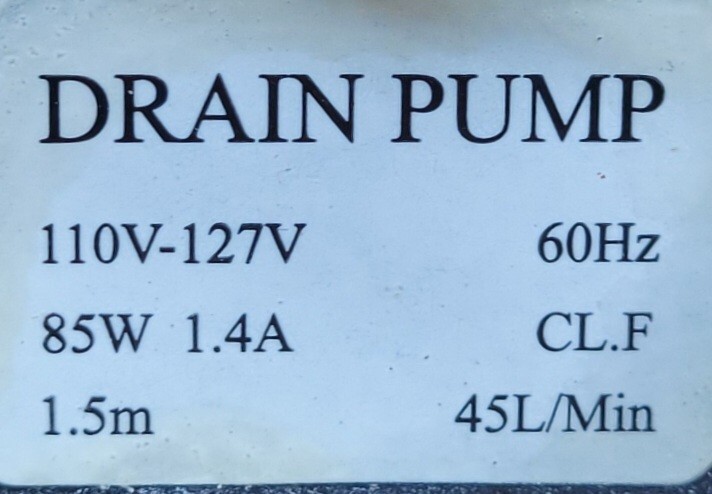 DRAIN PUMP
110V-127V 60Hz
85W 1.4A CL.F
1.5m 45L/Min